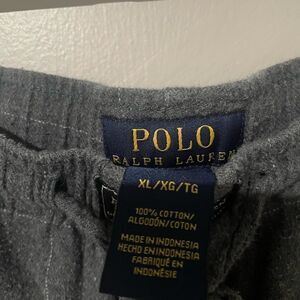 POLO
RALPH LAUREN
XL/XG/TG
100% COTTON/
ALGODÓN/COTON
MADE IN INDONESIA
HECHO EN INDONESIA
FABRIQUÉ EN
INDONÉSIE